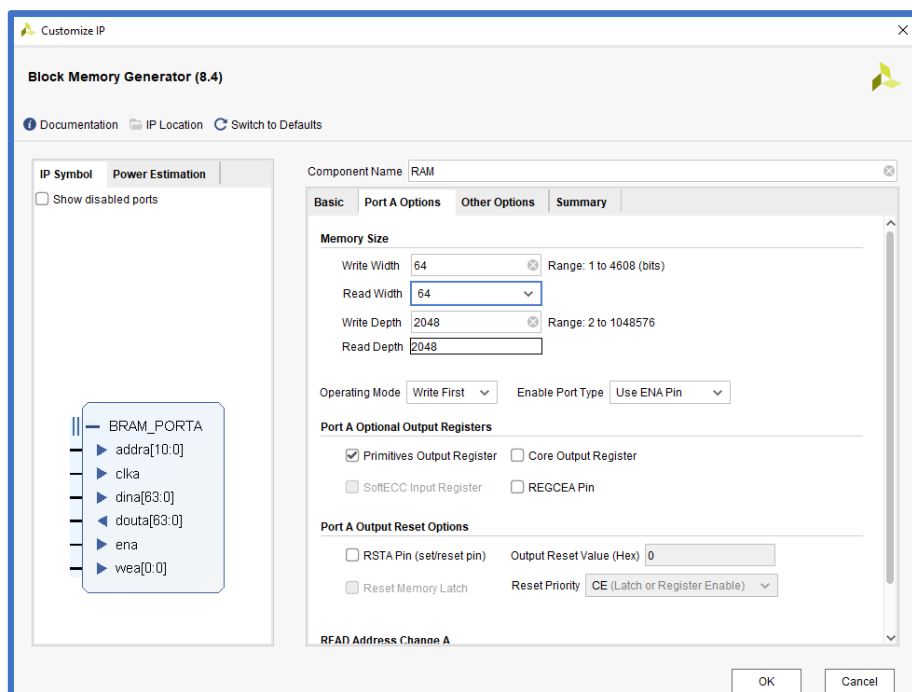 Customize IP
Block Memory Generator (8.4)
Documentation IP Location Switch to Defaults
IP Symbol Power Estimation
Show disabled ports
BRAM_PORTA
addra[10:0]
clka
dina[63:0]
douta[63:0]
ena
wea[0:0]
Component Name RAM
Basic Port A Options Other Options Summary
Memory Size
Write Width 64 Range: 1 to 4608 (bits)
Read Width 64
Write Depth 2048 Range: 2 to 1048576
Read Depth 2048
Operating Mode Write First Enable Port Type Use ENA Pin
Port A Optional Output Registers
Primitives Output Register Core Output Register
SoftECC Input Register REGCEA Pin
Port A Output Reset Options
RSTA Pin (set/reset pin) Output Reset Value (Hex) 0
Reset Memory Latch Reset Priority CE (Latch or Register Enable)
READ Address Change A
OK Cancel